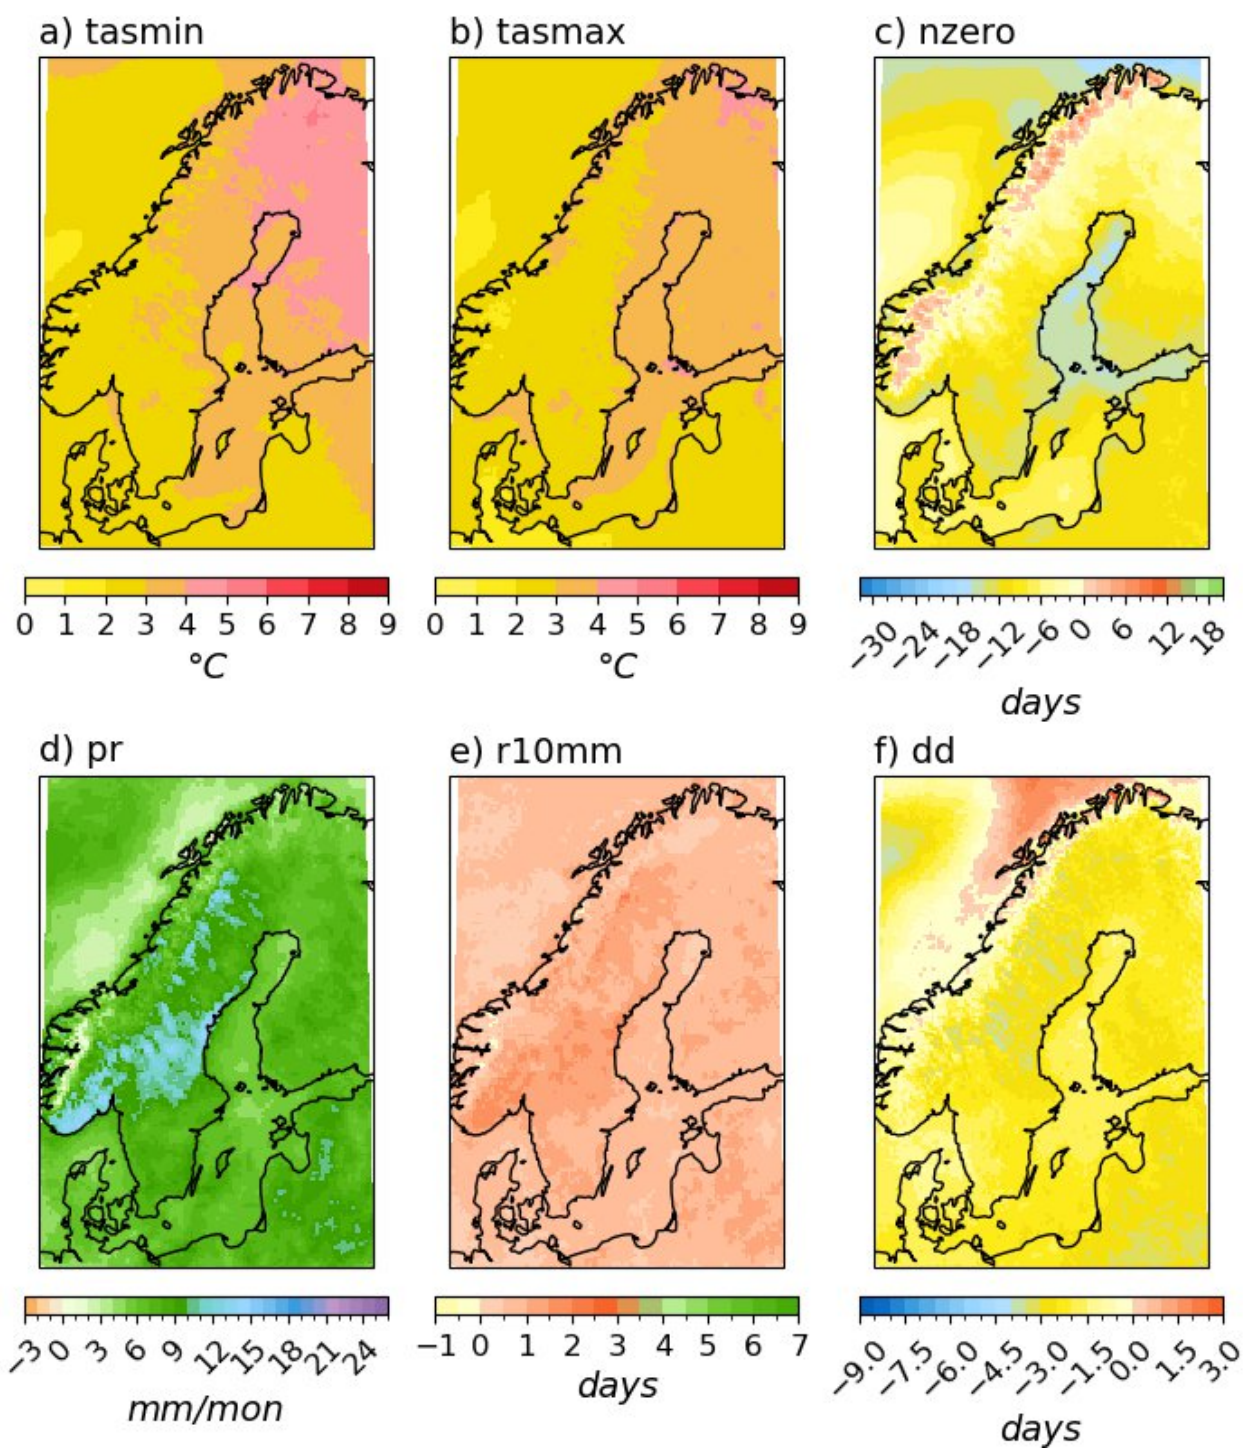 a) tasmin b) tasmax c) nzero
0 1 2 3 4 5 6 7 8 9 0 1 2 3 4 5 6 7 8 9 −30 −24 −18 −12 −6 0 6 12 18
°C °C days
d) pr e) r10mm f) dd
−3 0 3 6 9 12 15 18 21 24 −1 0 1 2 3 4 5 6 7 −9.0 −7.5 −6.0 −4.5 −3.0 −1.5 0.0 1.5 3.0
mm/mon days days